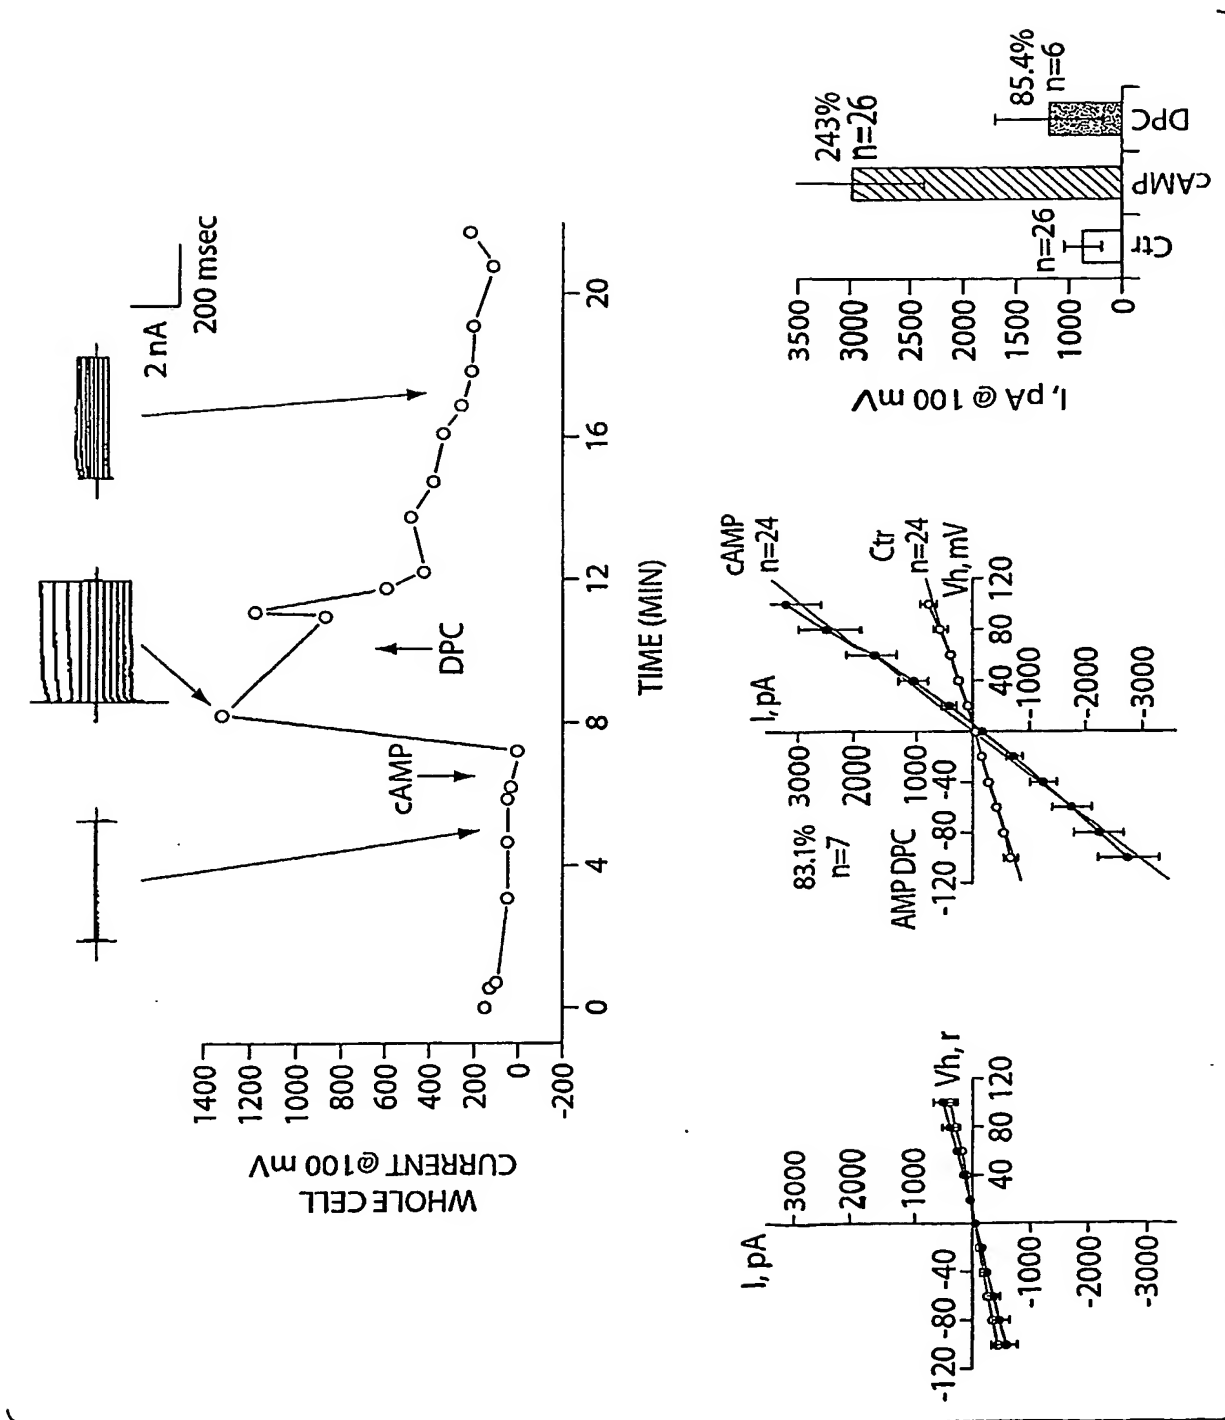 2 nA
200 msec
WHOLE CELL
CURRENT @100 mV
1400
1200
1000
800
600
400
200
0
-200
cAMP
DPC
0
4
8
12
16
20
TIME (MIN)
I, pA
3000
2000
1000
-120 -80 -40
40
80 120
Vh, r
-1000
-2000
-3000
I, pA
3000
2000
1000
83.1%
n=7
AMP DPC
cAMP
n=24
Ctr
n=24
Vh, mV
-120 -80 -40
40
80
120
-1000
-2000
-3000
I, pA @ 100 mV
3500
3000
2500
2000
1500
1000
0
n=26
243%
n=26
85.4%
n=6
Ctr
cAMP
DPC